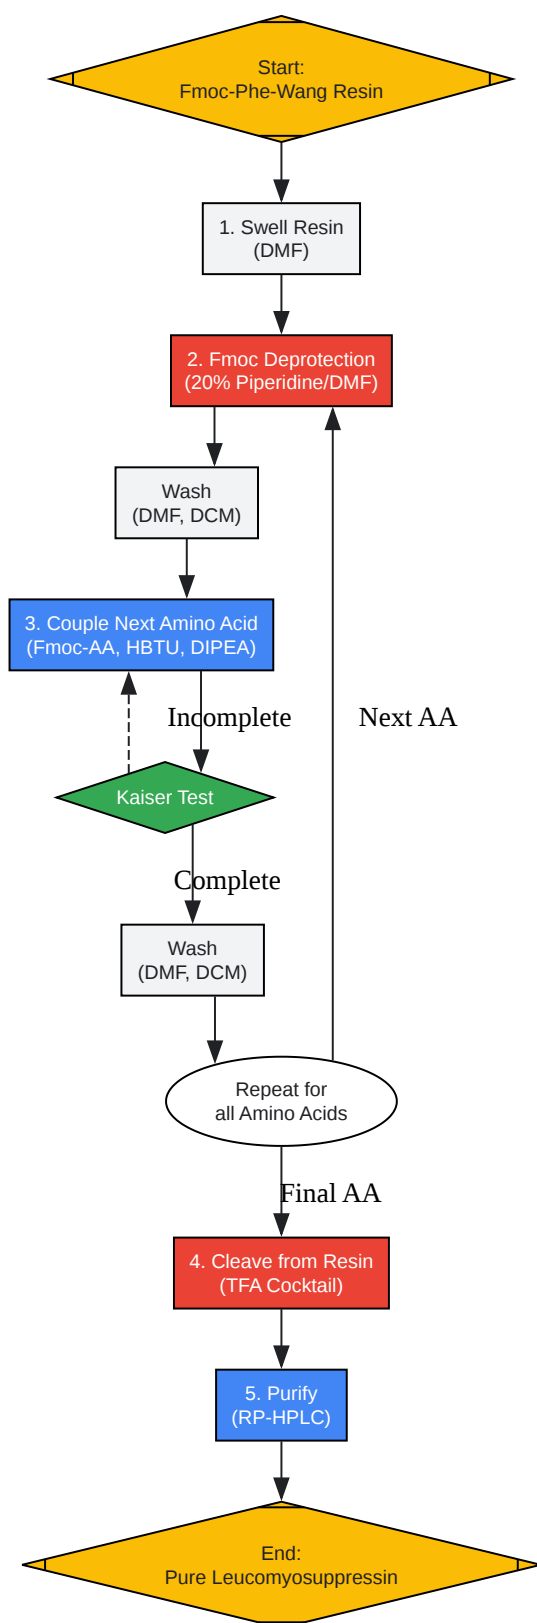 Start:
Fmoc-Phe-Wang Resin
1. Swell Resin
(DMF)
2. Fmoc Deprotection
(20% Piperidine/DMF)
Wash
(DMF, DCM)
3. Couple Next Amino Acid
(Fmoc-AA, HBTU, DIPEA)
Incomplete
Next AA
Kaiser Test
Complete
Wash
(DMF, DCM)
Repeat for
all Amino Acids
Final AA
4. Cleave from Resin
(TFA Cocktail)
5. Purify
(RP-HPLC)
End:
Pure Leucomyosuppressin